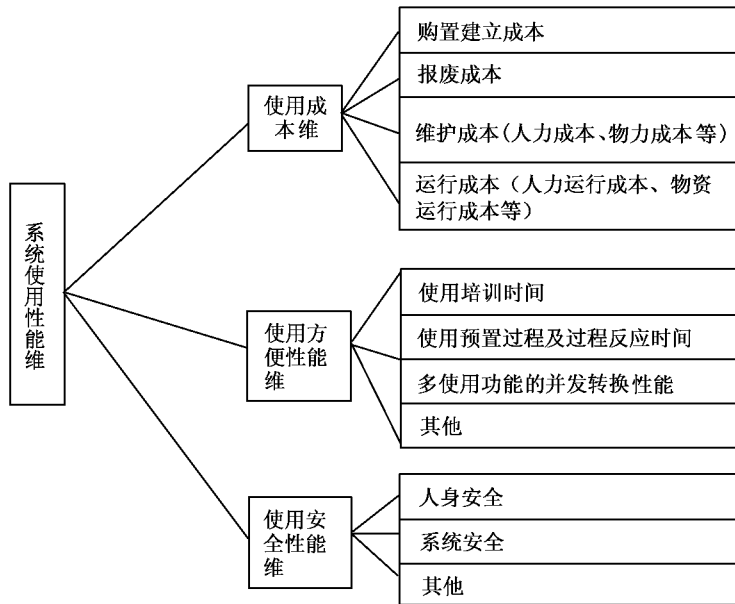 系统使用性能维
使用成
本维
购置建立成本
报废成本
维护成本(人力成本、物力成本等)
运行成本（人力运行成本、物资
运行成本等）
使用方
便性能
维
使用培训时间
使用预置过程及过程反应时间
多使用功能的并发转换性能
其他
使用安
全性能
维
人身安全
系统安全
其他